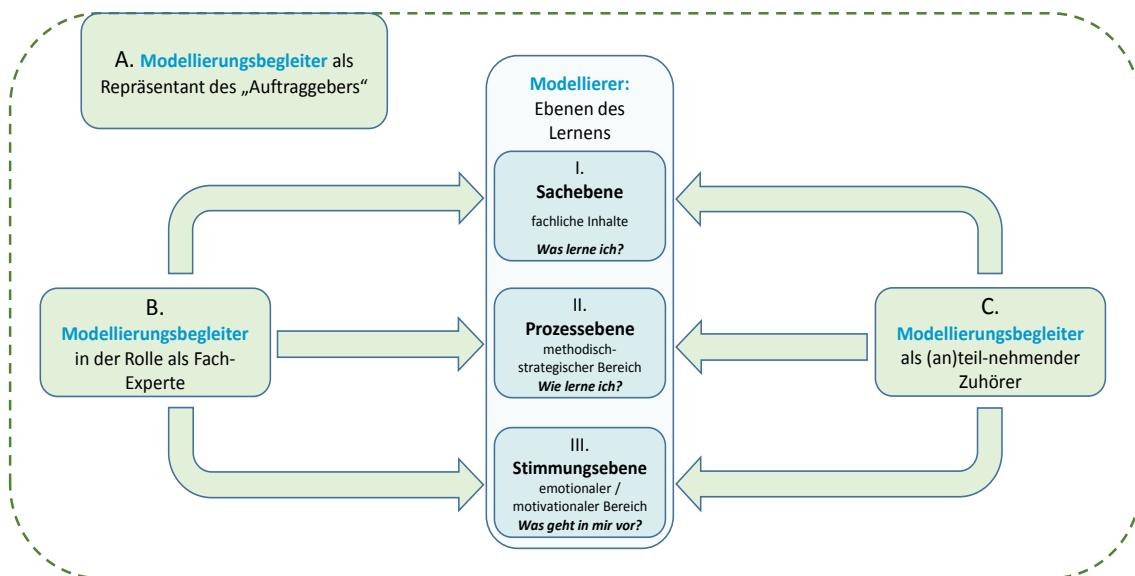 A. Modellierungsbegleiter als
Repräsentant des „Auftraggebers“
Modellierer:
Ebenen des
Lernens
I.
Sachebene
fachliche Inhalte
Was lerne ich?
B.
Modellierungsbegleiter
in der Rolle als Fach-
Experte
II.
Prozessebene
methodisch-
strategischer Bereich
Wie lerne ich?
C.
Modellierungsbegleiter
als (an)teil-nehmender
Zuhörer
III.
Stimmungsebene
emotionaler /
motivationaler Bereich
Was geht in mir vor?